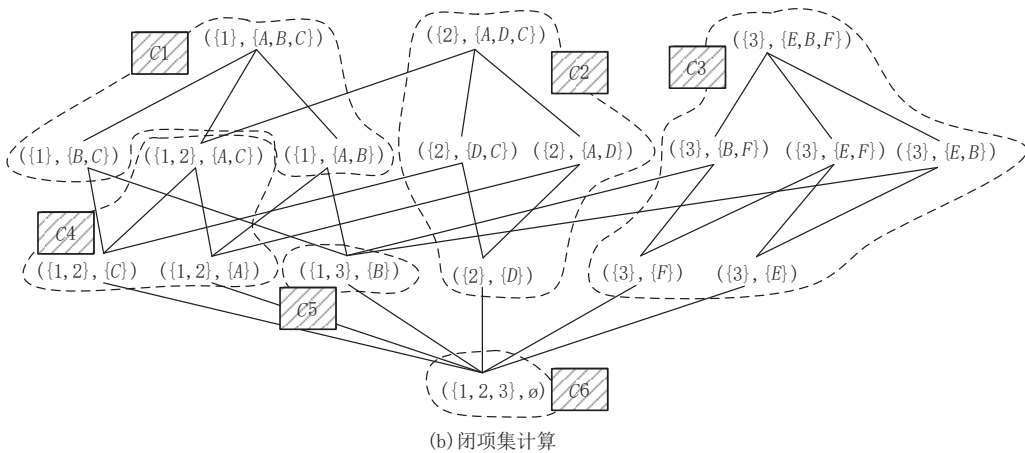 C1
({1}, {A,B,C})
({2}, {A,D,C})
C2
C3
({3}, {E,B,F})
({1}, {B,C})
({1,2}, {A,C})
({1}, {A,B})
({2}, {D,C})
({2}, {A,D})
({3}, {B,F})
({3}, {E,F})
({3}, {E,B})
C4
({1,2}, {C})
({1,2}, {A})
({1,3}, {B})
({2}, {D})
({3}, {F})
({3}, {E})
C5
({1,2,3}, ø)
C6
(b)闭项集计算